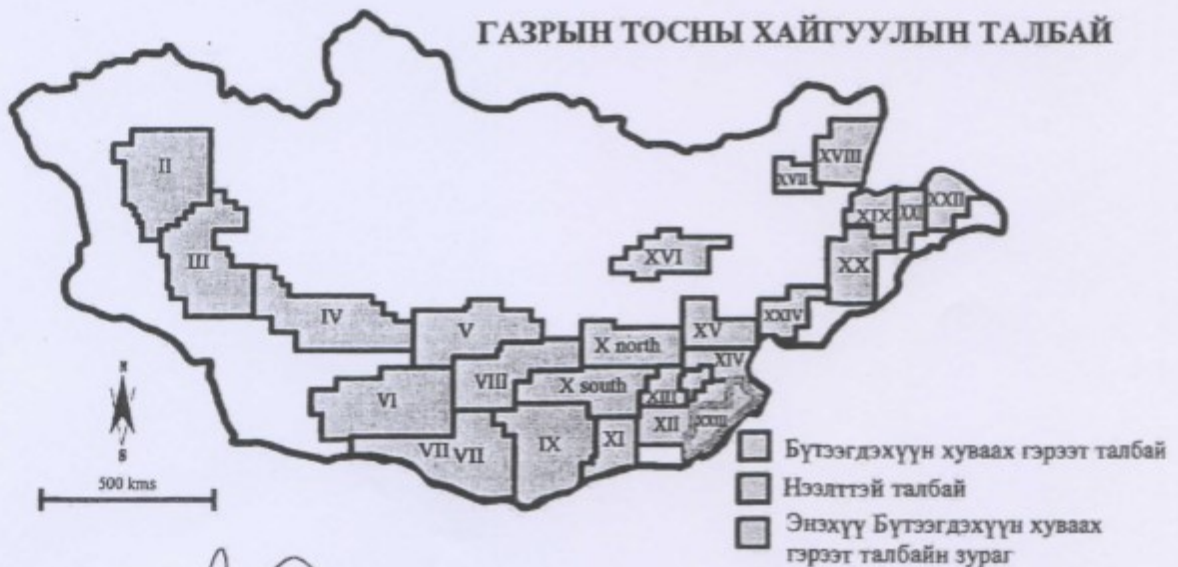 ГАЗРЫН ТОСНЫ ХАЙГУУЛЫН ТАЛБАЙ
II
XVIII
XVII
XIX
XXI
XXII
III
XVI
XX
IV
V
XV
XXIV
X north
XIV
VI
VIII
X south
XIII
VII
VII
IX
XI
XII
XXIII
N
S
500 kms
Бүтээгдэхүүн хуваах гэрээт талбай
Нээлттэй талбай
Энэхүү Бүтээгдэхүүн хуваах
гэрээт талбайн зураг